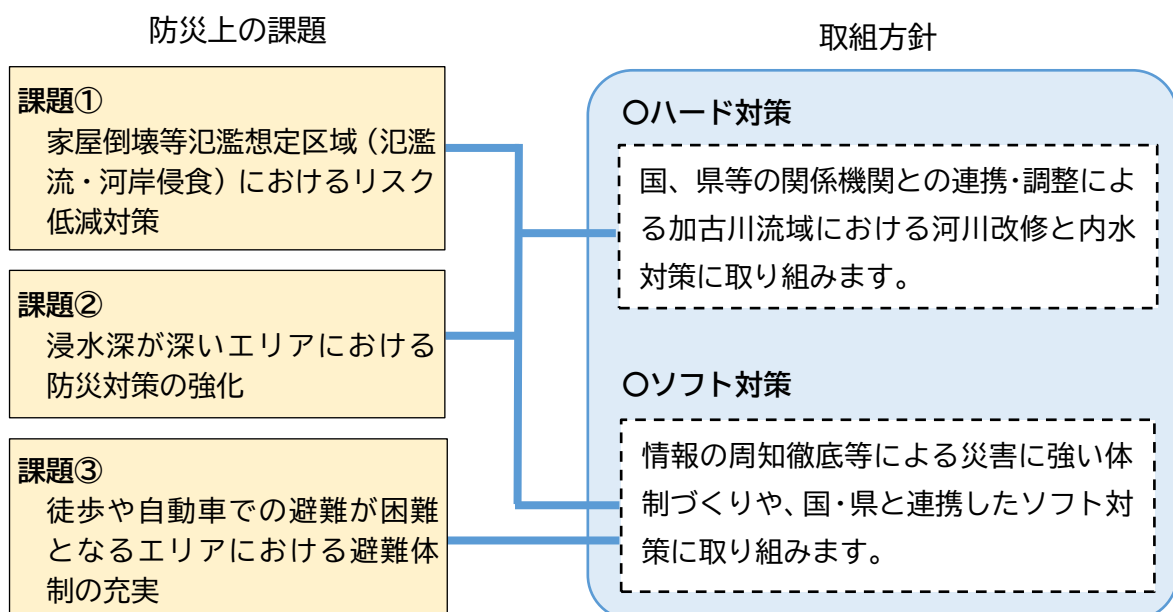 防災上の課題
課題①
家屋倒壊等氾濫想定区域（氾濫
流・河岸侵食）におけるリスク
低減対策
課題②
浸水深が深いエリアにおける
防災対策の強化
課題③
徒歩や自動車での避難が困難
となるエリアにおける避難体
制の充実
取組方針
○ハード対策
国、県等の関係機関との連携・調整によ
る加古川流域における河川改修と内水
対策に取り組みます。
○ソフト対策
情報の周知徹底等による災害に強い体
制づくりや、国・県と連携したソフト対
策に取り組みます。